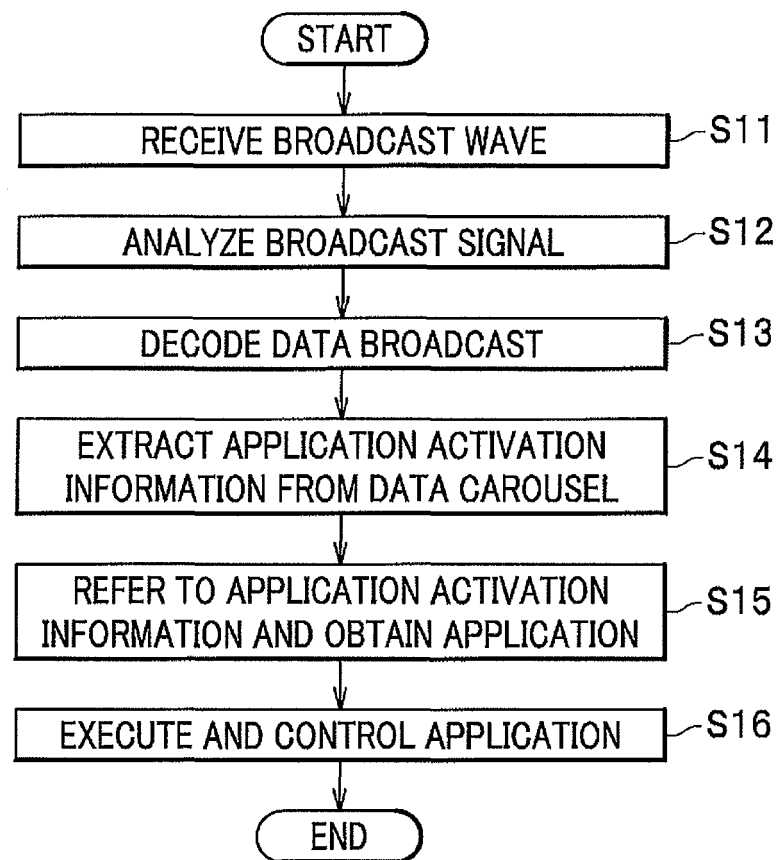 START
RECEIVE BROADCAST WAVE
S11
ANALYZE BROADCAST SIGNAL
S12
DECODE DATA BROADCAST
S13
EXTRACT APPLICATION ACTIVATION
INFORMATION FROM DATA CAROUSEL
S14
REFER TO APPLICATION ACTIVATION
INFORMATION AND OBTAIN APPLICATION
S15
EXECUTE AND CONTROL APPLICATION
S16
END